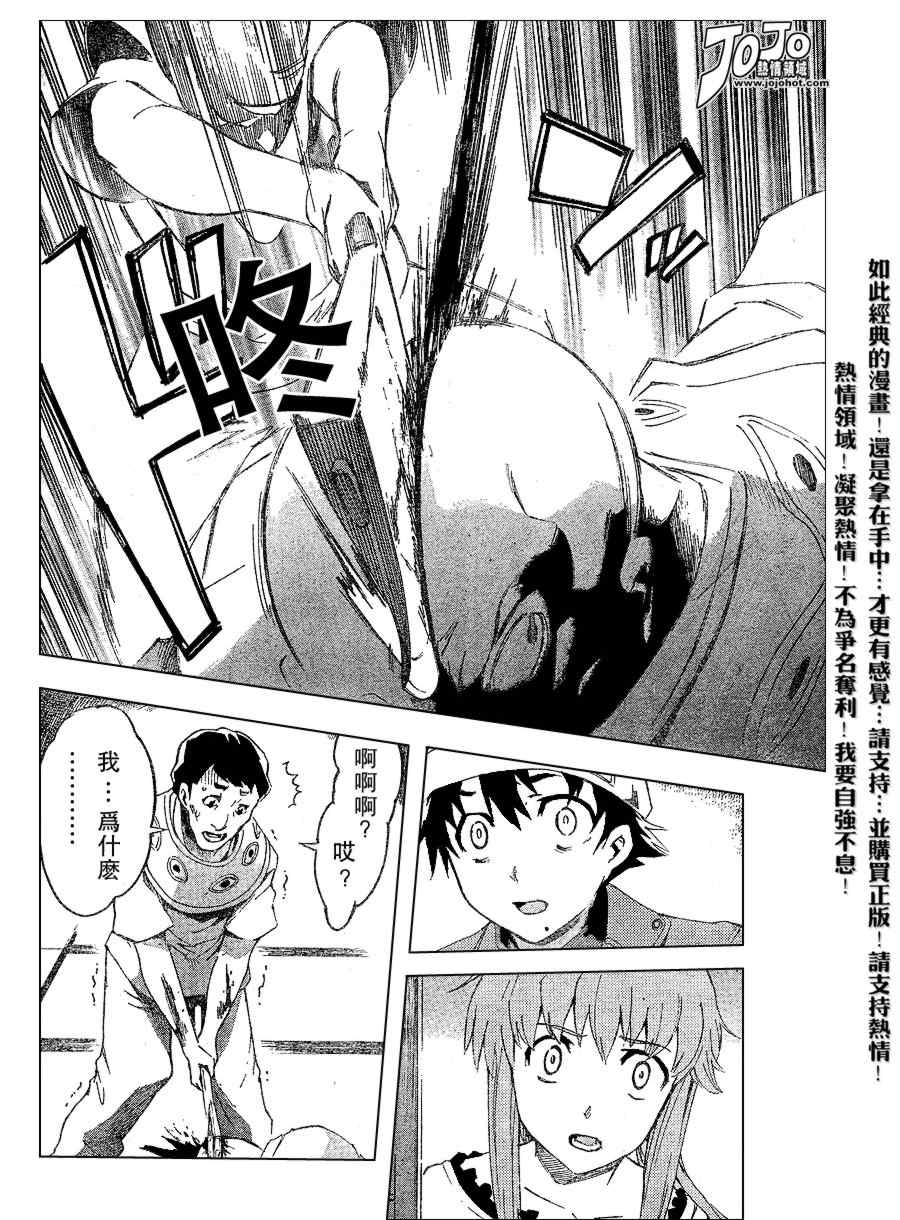 JOJO
熱情領域
www.jojohot.com
咚
啊啊啊？
哎？
我…爲什麽
…………
如此經典的漫畫！還是拿在手中…才更有感覺…請支持…並購買正版！請支持熱情！
熱情領域！凝聚熱情！不為爭名奪利！我要自強不息！